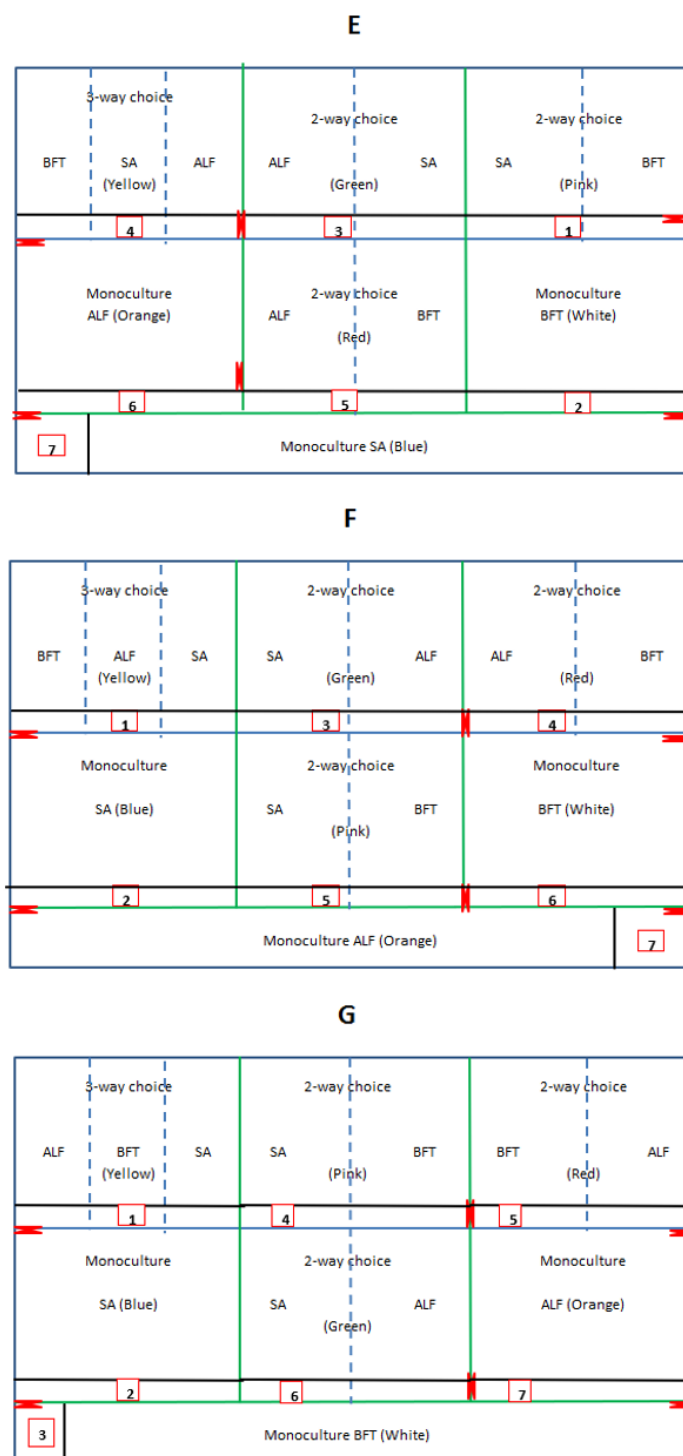 E
3-way choice 2-way choice 2-way choice
BFT SA ALF ALF SA SA BFT
(Yellow) (Green) (Pink)
4 3 1
Monoculture 2-way choice Monoculture
ALF (Orange) ALF BFT BFT (White)
(Red)
6 5 2
7 Monoculture SA (Blue)
F
3-way choice 2-way choice 2-way choice
BFT ALF SA SA ALF ALF BFT
(Yellow) (Green) (Red)
1 3 4
Monoculture 2-way choice Monoculture
SA (Blue) SA BFT BFT (White)
(Pink)
2 5 6
Monoculture ALF (Orange) 7
G
3-way choice 2-way choice 2-way choice
ALF BFT SA SA BFT BFT ALF
(Yellow) (Pink) (Red)
1 4 5
Monoculture 2-way choice Monoculture
SA (Blue) SA ALF ALF (Orange)
(Green)
2 6 7
3 Monoculture BFT (White)